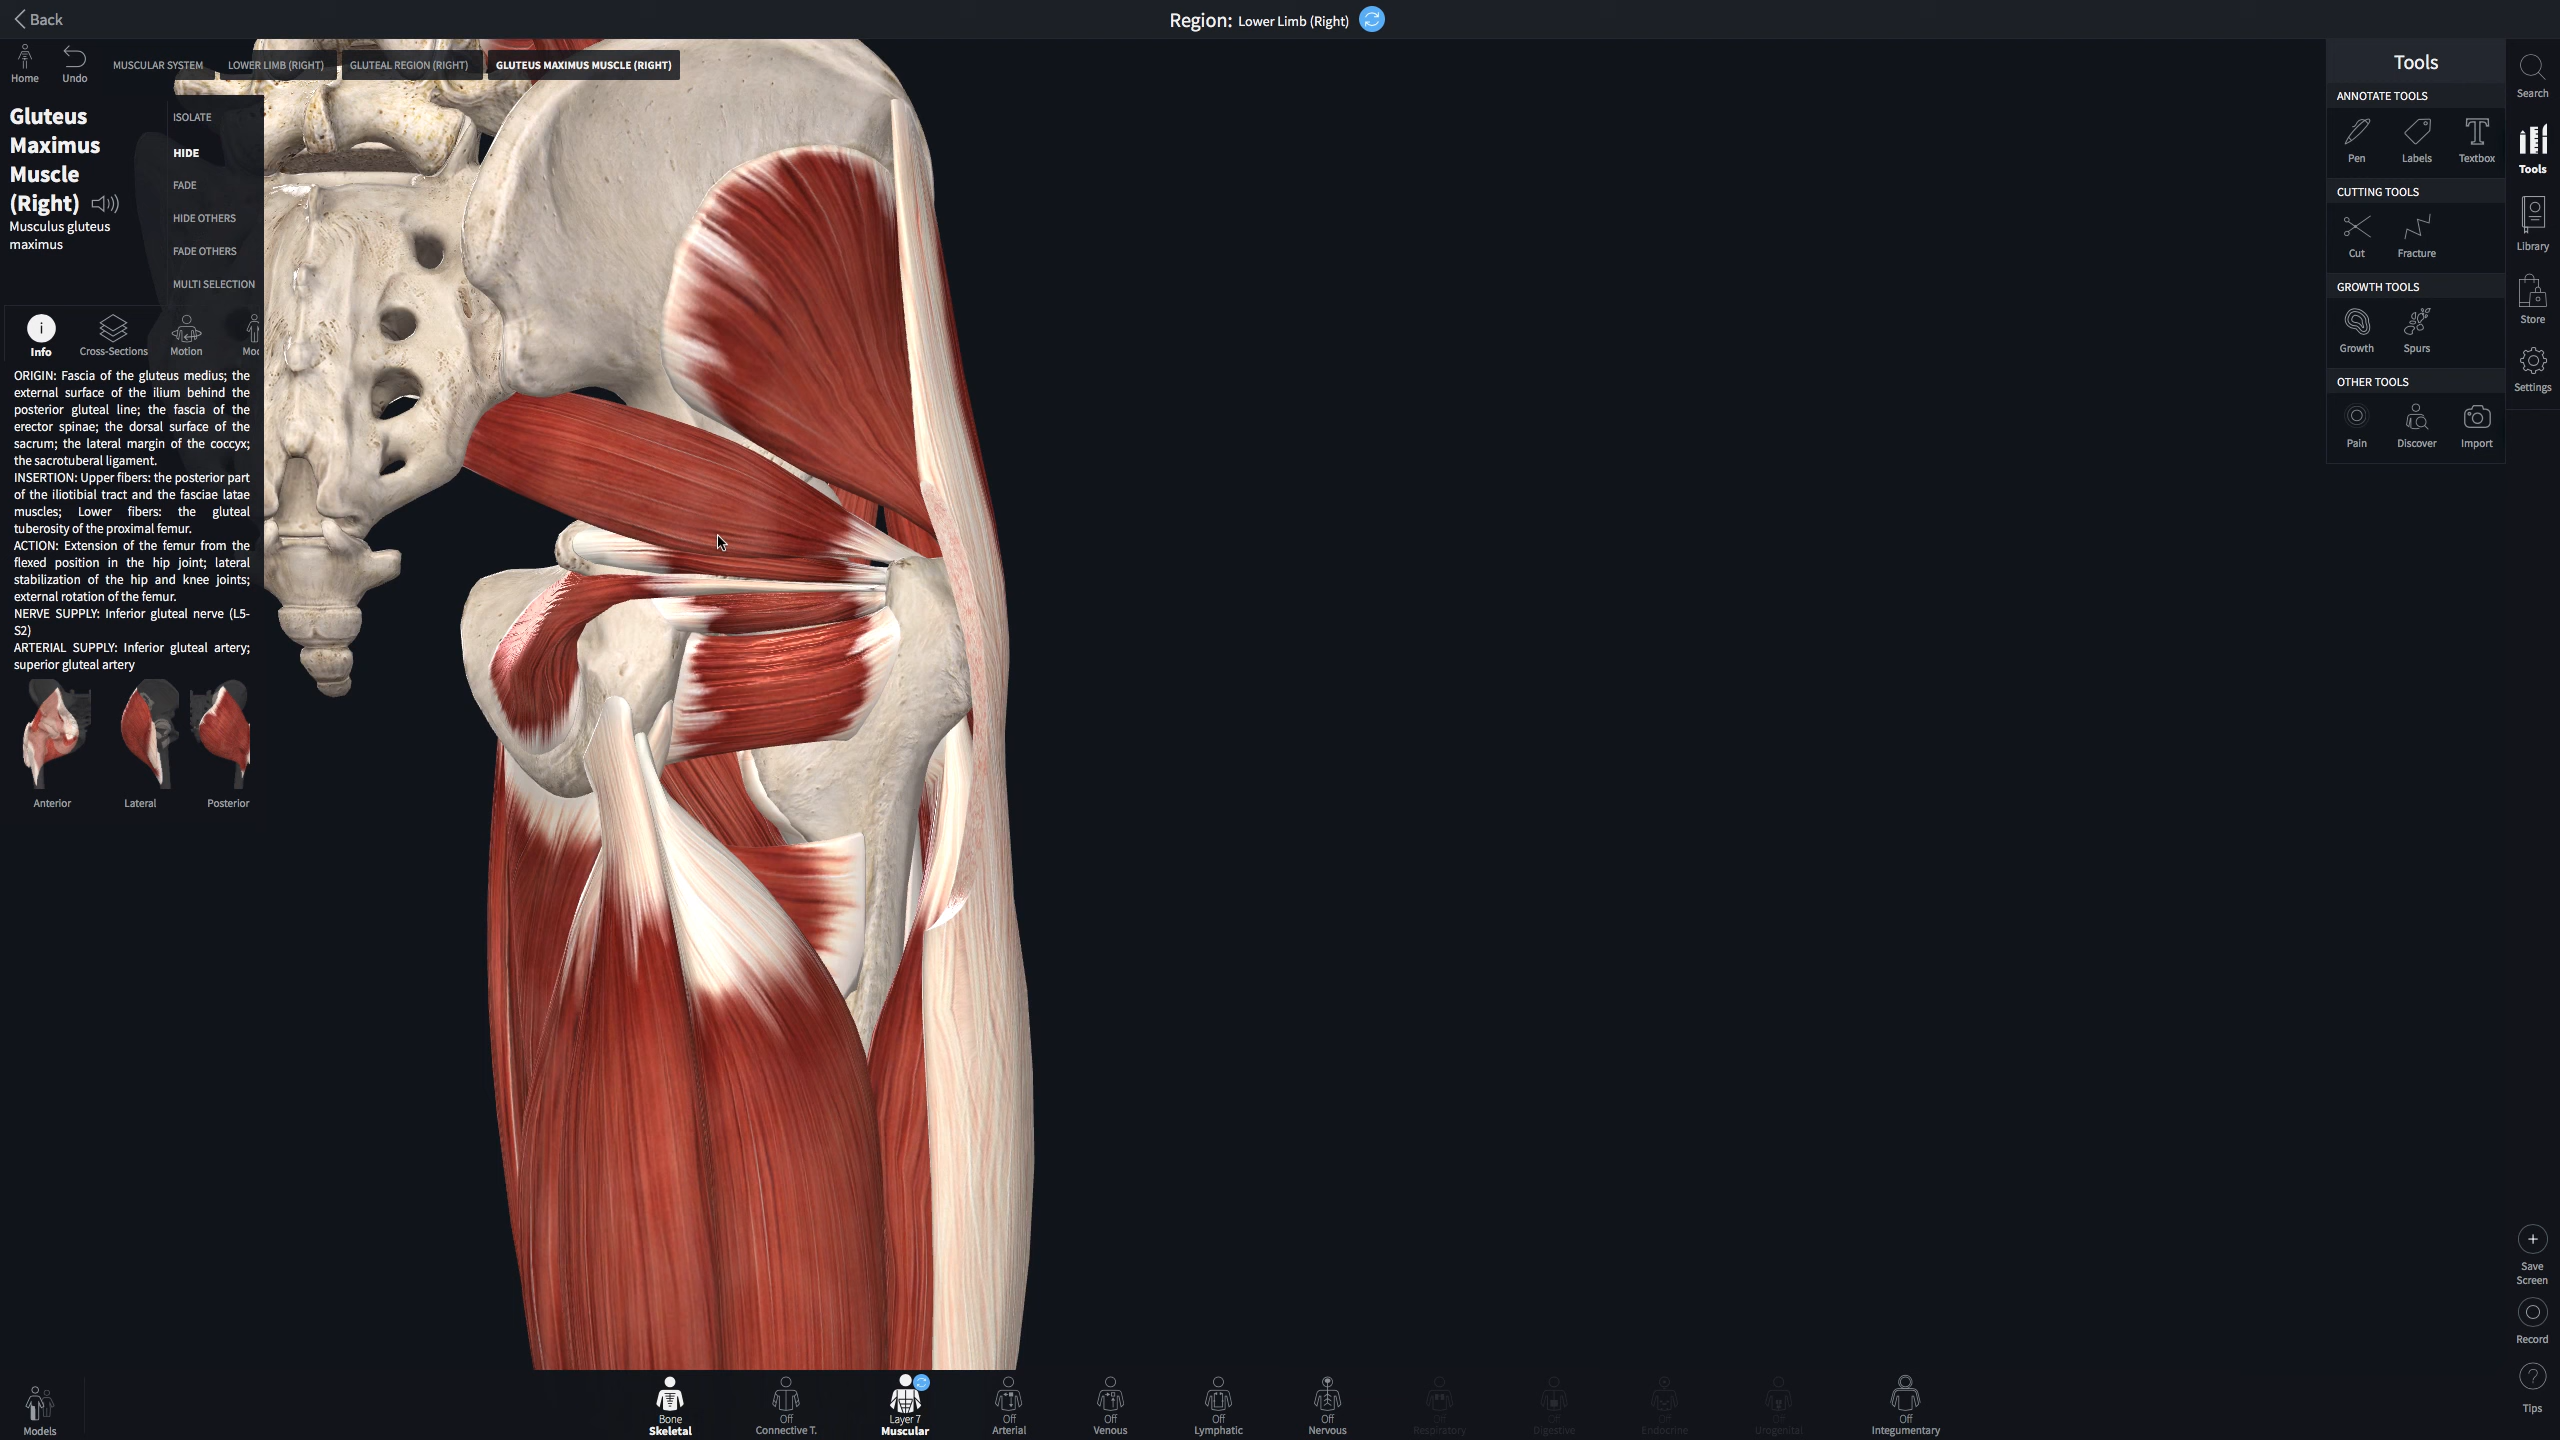 Back
Region: Lower Limb (Right)
Home
Undo
MUSCULAR SYSTEM
LOWER LIMB (RIGHT)
GLUTEAL REGION (RIGHT)
GLUTEUS MAXIMUS MUSCLE (RIGHT)
Gluteus
Maximus
Muscle
(Right)
Musculus gluteus
maximus
ISOLATE
HIDE
FADE
HIDE OTHERS
FADE OTHERS
MULTI SELECTION
i
Info
Cross-Sections
Motion
ORIGIN: Fascia of the gluteus medius; the
external surface of the ilium behind the
posterior gluteal line; the fascia of the
erector spinae; the dorsal surface of the
sacrum; the lateral margin of the coccyx;
the sacrotuberal ligament.
INSERTION: Upper fibers: the posterior part
of the iliotibial tract and the fasciae latae
muscles; Lower fibers: the gluteal
tuberosity of the proximal femur.
ACTION: Extension of the femur from the
flexed position in the hip joint; lateral
stabilization of the hip and knee joints;
external rotation of the femur.
NERVE SUPPLY: Inferior gluteal nerve (L5-
S2)
ARTERIAL SUPPLY: Inferior gluteal artery;
superior gluteal artery
Anterior
Lateral
Posterior
Tools
ANNOTATE TOOLS
Pen
Labels
Textbox
CUTTING TOOLS
Cut
Fracture
GROWTH TOOLS
Growth
Spurs
OTHER TOOLS
Pain
Discover
Import
Search
Tools
Library
Store
Settings
Save
Screen
Record
?
Tips
Models
Bone
Skeletal
Off
Connective T.
Layer 7
Muscular
Off
Arterial
Off
Venous
Off
Lymphatic
Off
Nervous
Off
Respiratory
Off
Digestive
Off
Endocrine
Off
Urogenital
Off
Integumentary